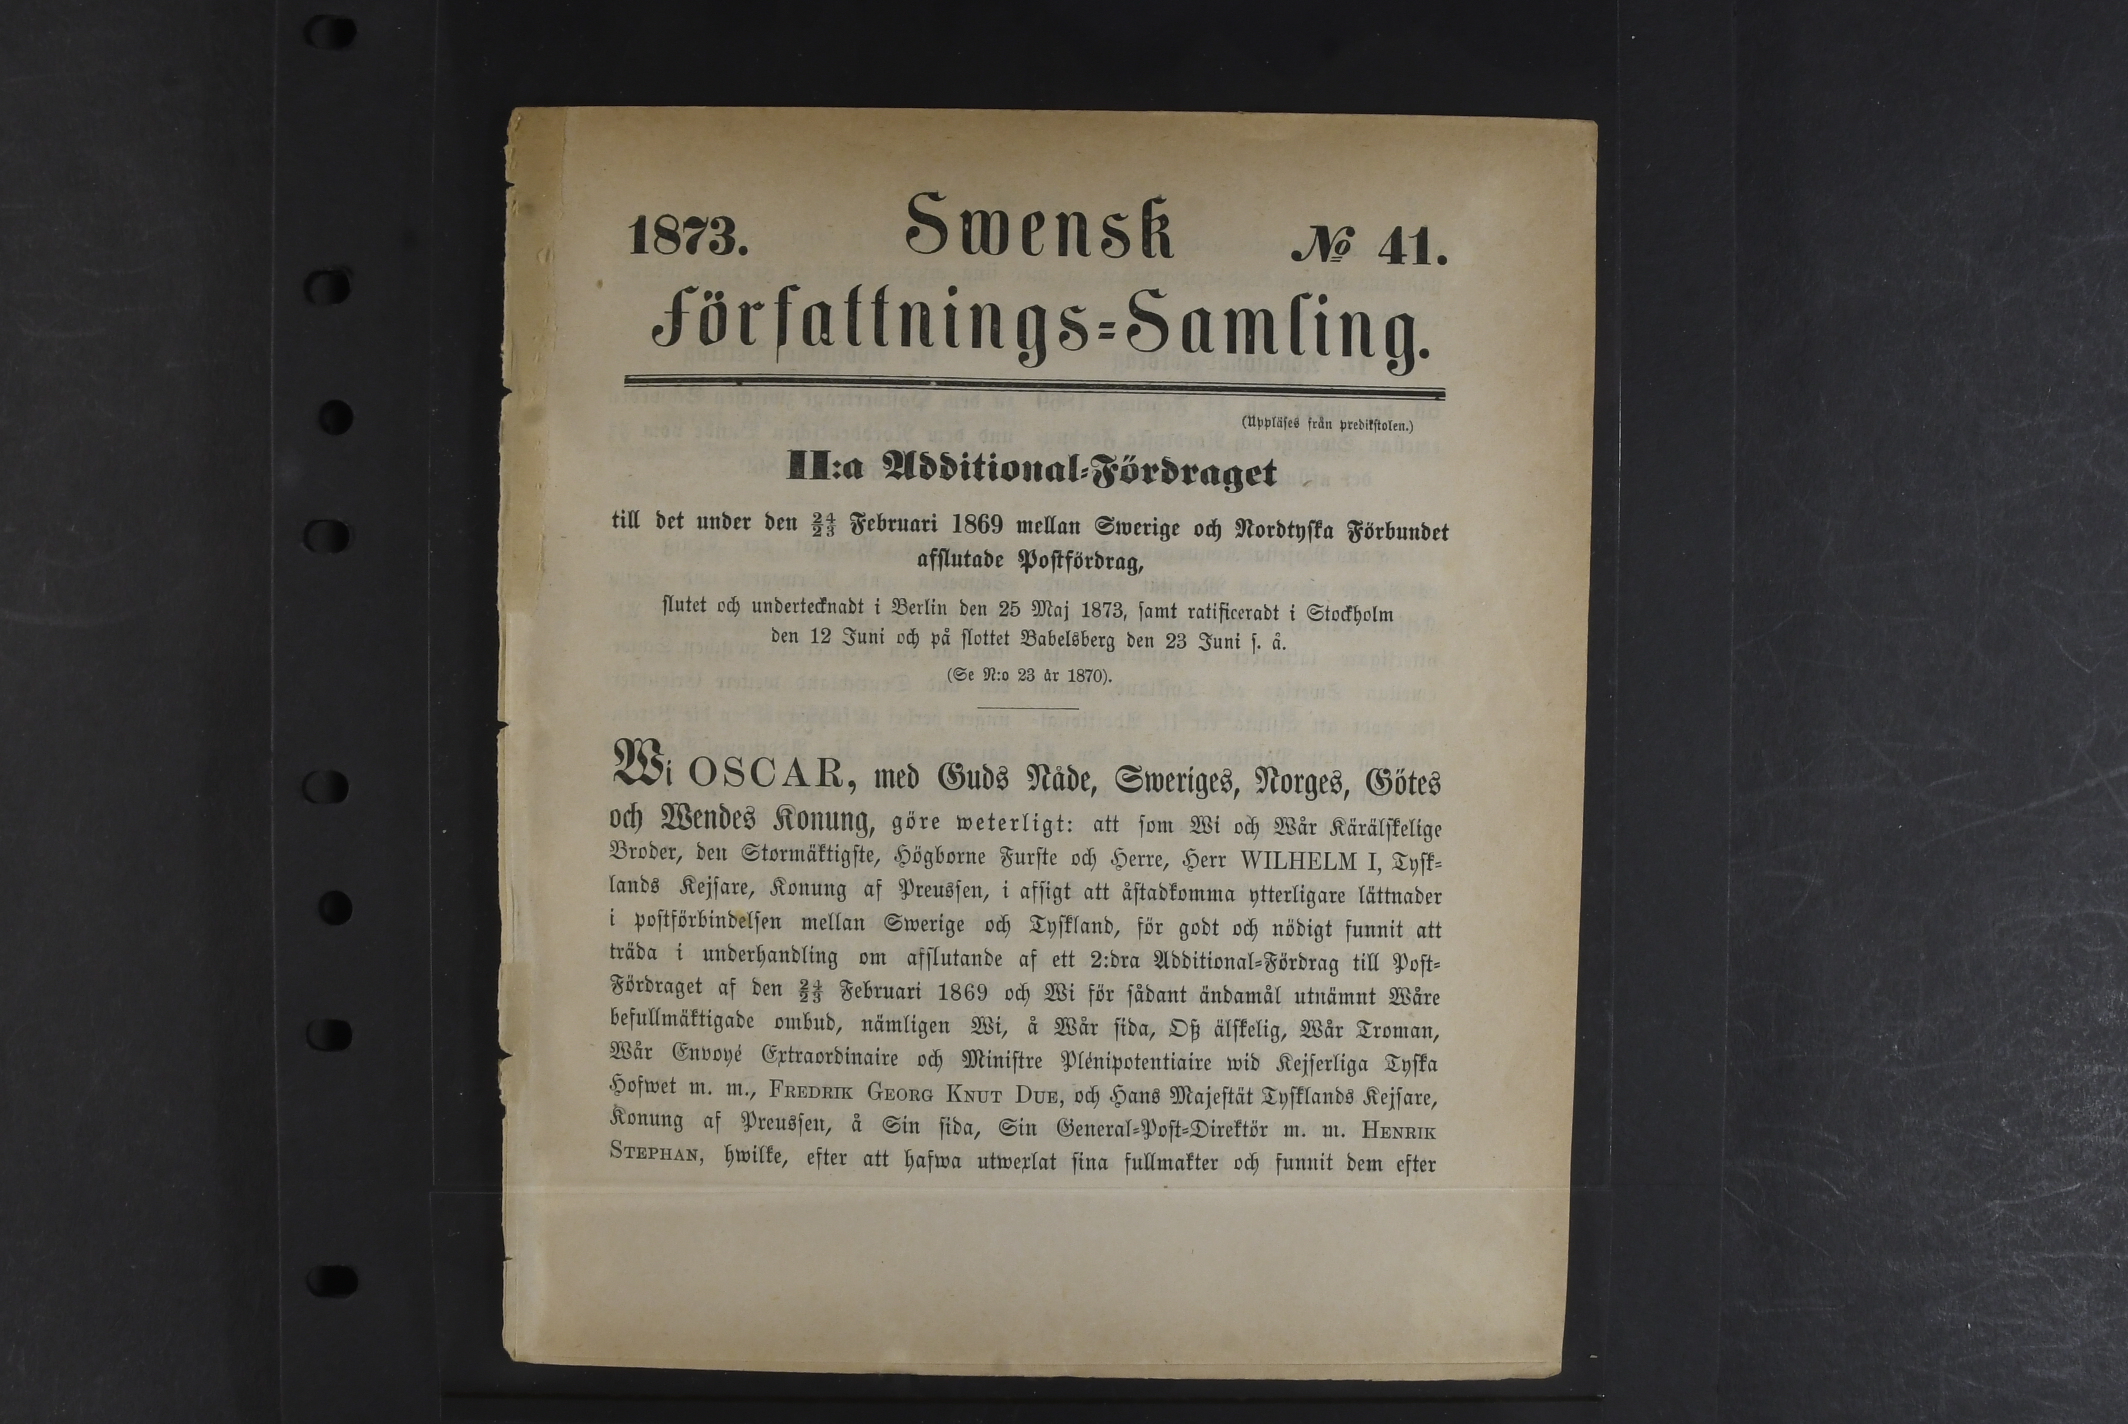 1873. Swensk № 41.
Författnings=Samling.
(Uppläses från predikstolen.)
II:a Additional=Fördraget
till det under den 24/23 Februari 1869 mellan Swerige och Nordtyska Förbundet
afslutade Postfördrag,
slutet och undertecknadt i Berlin den 25 Maj 1873, samt ratificeradt i Stockholm
den 12 Juni och på slottet Babelsberg den 23 Juni s. å.
(Se N:o 23 år 1870).
Wi OSCAR, med Guds Nåde, Sweriges, Norges, Götes
och Wendes Konung, göre weterligt: att som Wi och Wår Kärälskelige
Broder, den Stormäktigste, Högborne Furste och Herre, Herr WILHELM I, Tysk=
lands Kejsare, Konung af Preussen, i afsigt att åstadkomma ytterligare lättnader
i postförbindelsen mellan Swerige och Tyskland, för godt och nödigt funnit att
träda i underhandling om afslutande af ett 2:dra Additional=Fördrag till Post=
Fördraget af den 24/23 Februari 1869 och Wi för sådant ändamål utnämnt Wåre
befullmäktigade ombud, nämligen Wi, å Wår sida, Oß älskelig, Wår Troman,
Wår Envoyé Extraordinaire och Ministre Plénipotentiaire wid Kejserliga Tyska
Hofwet m. m., FREDRIK GEORG KNUT DUE, och Hans Majestät Tysklands Kejsare,
Konung af Preussen, å Sin sida, Sin General=Post=Direktör m. m. HENRIK
STEPHAN, hwilke, efter att hafwa utwexlat sina fullmakter och funnit dem efter